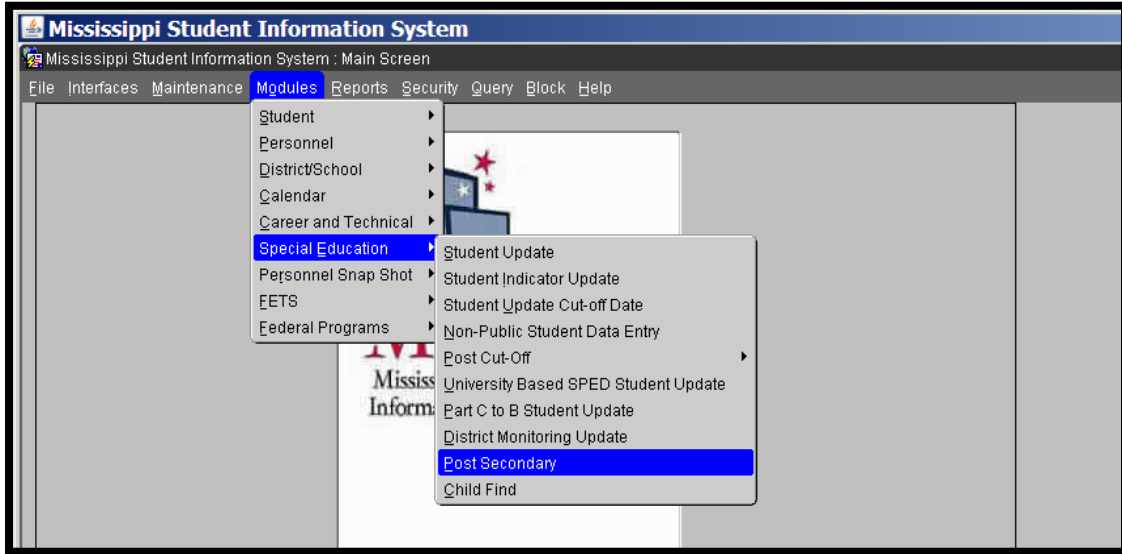 Mississippi Student Information System
Mississippi Student Information System : Main Screen
File Interfaces Maintenance Modules Reports Security Query Block Help
Student
Personnel
District/School
Calendar
Career and Technical
Special Education
Personnel Snap Shot
FETS
Federal Programs
Student Update
Student Indicator Update
Student Update Cut-off Date
Non-Public Student Data Entry
Post Cut-Off
University Based SPED Student Update
Part C to B Student Update
District Monitoring Update
Post Secondary
Child Find
Mississ
Inform